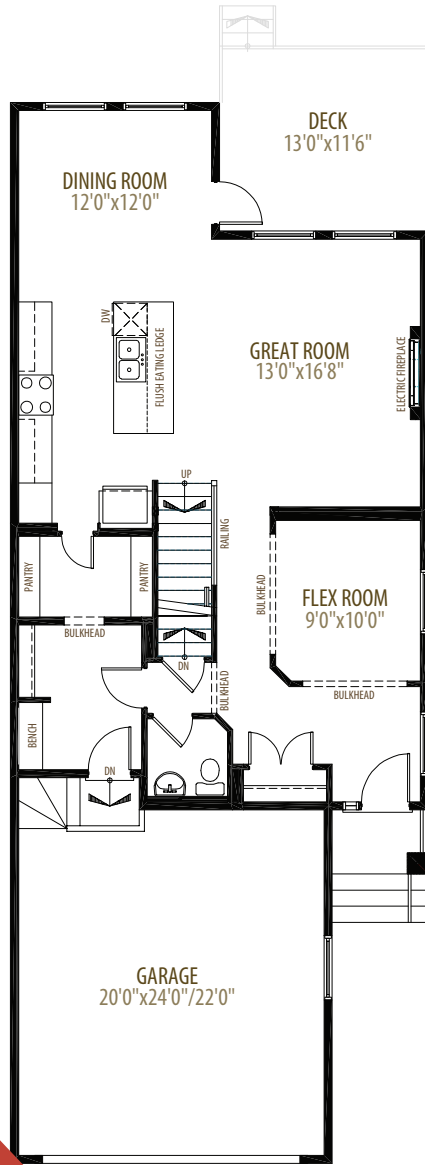 DECK
13'0"x11'6"
DINING ROOM
12'0"x12'0"
DW
FLUSH EATING LEDGE
GREAT ROOM
13'0"x16'8"
ELECTRIC FIREPLACE
UP
RAILING
PANTRY
PANTRY
BULKHEAD
BULKHEAD
FLEX ROOM
9'0"x10'0"
BULKHEAD
DN
BULKHEAD
BENCH
DN
GARAGE
20'0"x24'0"/22'0"